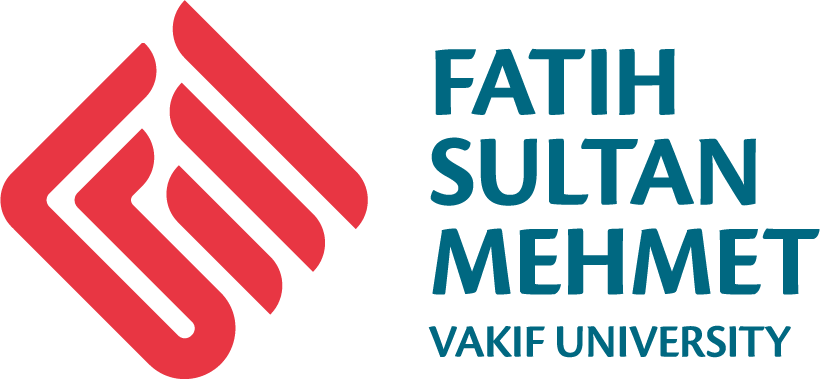 FATIH
SULTAN
MEHMET
VAKIF UNIVERSITY